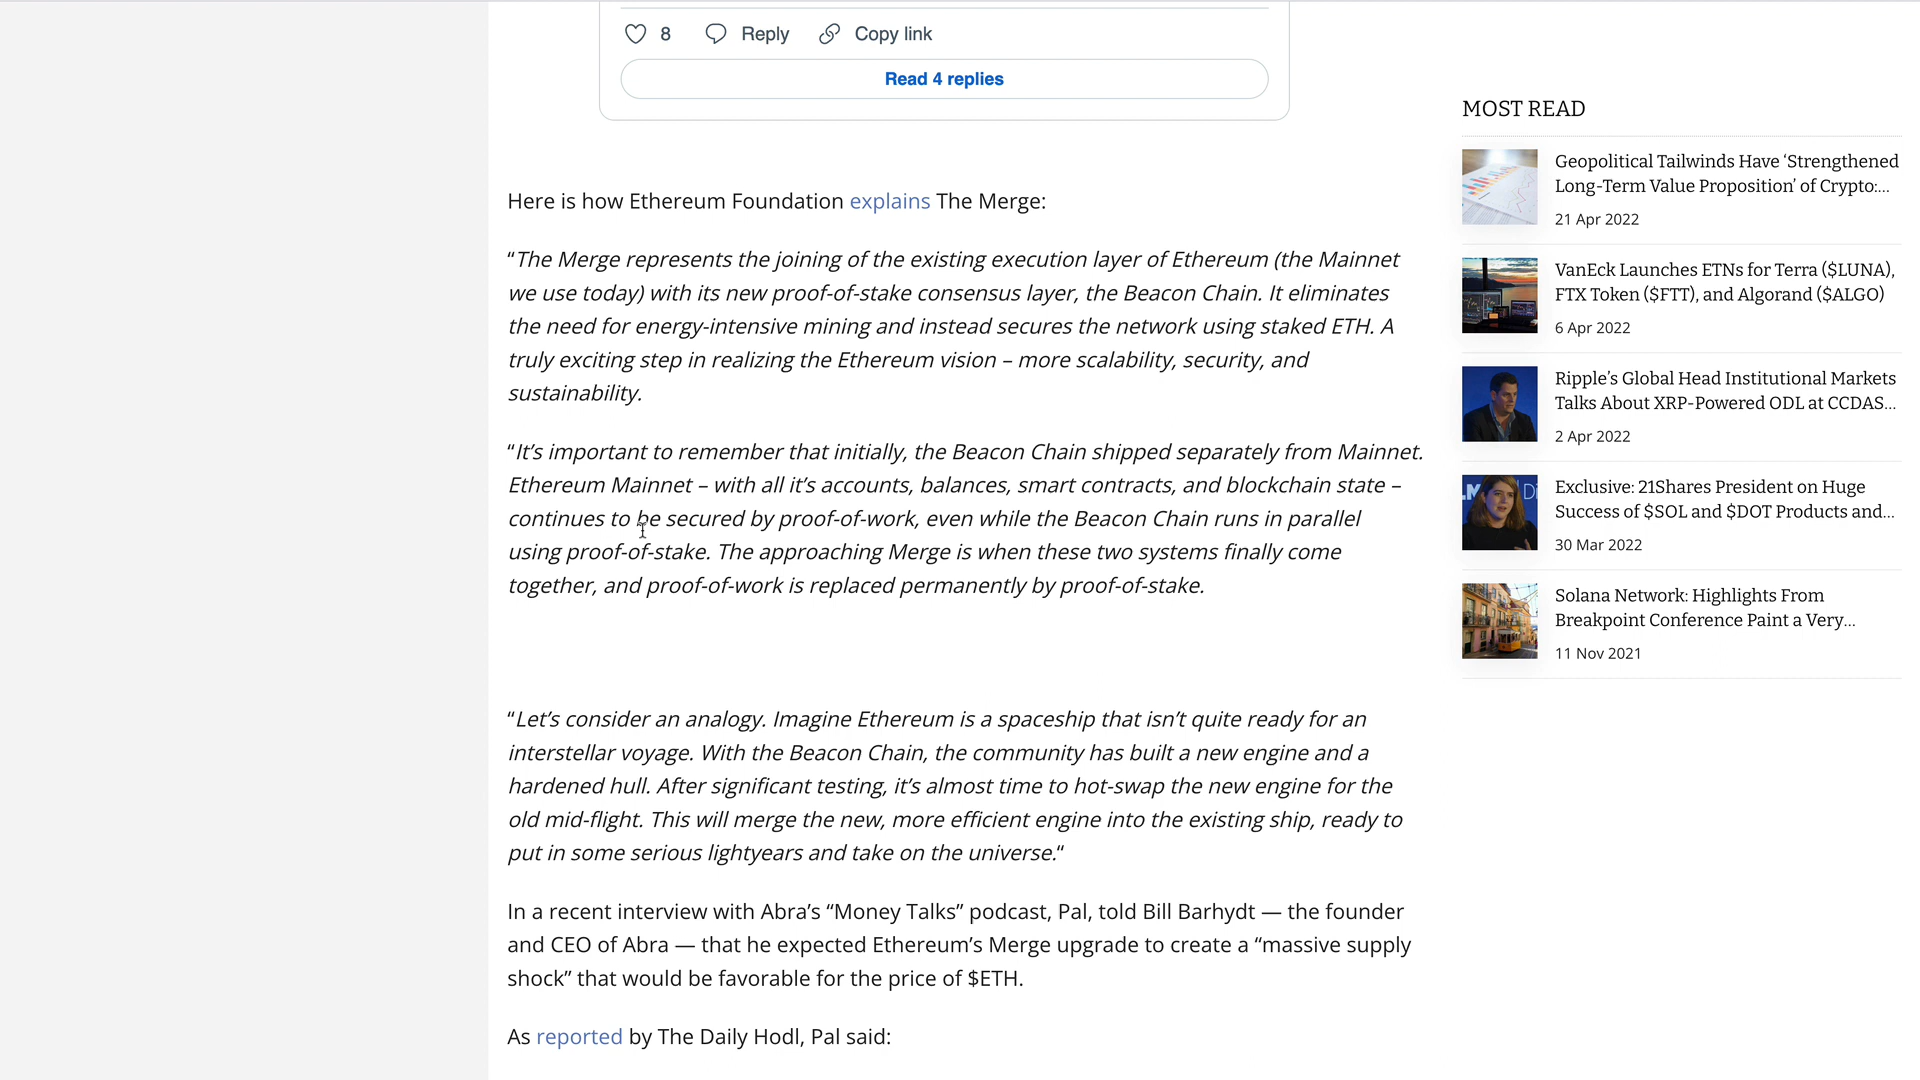 8 Reply Copy link
Read 4 replies
Here is how Ethereum Foundation explains The Merge:
“The Merge represents the joining of the existing execution layer of Ethereum (the Mainnet
we use today) with its new proof-of-stake consensus layer, the Beacon Chain. It eliminates
the need for energy-intensive mining and instead secures the network using staked ETH. A
truly exciting step in realizing the Ethereum vision – more scalability, security, and
sustainability.
“It’s important to remember that initially, the Beacon Chain shipped separately from Mainnet.
Ethereum Mainnet – with all it’s accounts, balances, smart contracts, and blockchain state –
continues to be secured by proof-of-work, even while the Beacon Chain runs in parallel
using proof-of-stake. The approaching Merge is when these two systems finally come
together, and proof-of-work is replaced permanently by proof-of-stake.
“Let’s consider an analogy. Imagine Ethereum is a spaceship that isn’t quite ready for an
interstellar voyage. With the Beacon Chain, the community has built a new engine and a
hardened hull. After significant testing, it’s almost time to hot-swap the new engine for the
old mid-flight. This will merge the new, more efficient engine into the existing ship, ready to
put in some serious lightyears and take on the universe.“
In a recent interview with Abra’s “Money Talks” podcast, Pal, told Bill Barhydt — the founder
and CEO of Abra — that he expected Ethereum’s Merge upgrade to create a “massive supply
shock” that would be favorable for the price of $ETH.
As reported by The Daily Hodl, Pal said:
MOST READ
Geopolitical Tailwinds Have ‘Strengthened
Long-Term Value Proposition’ of Crypto:...
21 Apr 2022
VanEck Launches ETNs for Terra ($LUNA),
FTX Token ($FTT), and Algorand ($ALGO)
6 Apr 2022
Ripple’s Global Head Institutional Markets
Talks About XRP-Powered ODL at CCDAS...
2 Apr 2022
Exclusive: 21Shares President on Huge
Success of $SOL and $DOT Products and...
30 Mar 2022
Solana Network: Highlights From
Breakpoint Conference Paint a Very...
11 Nov 2021